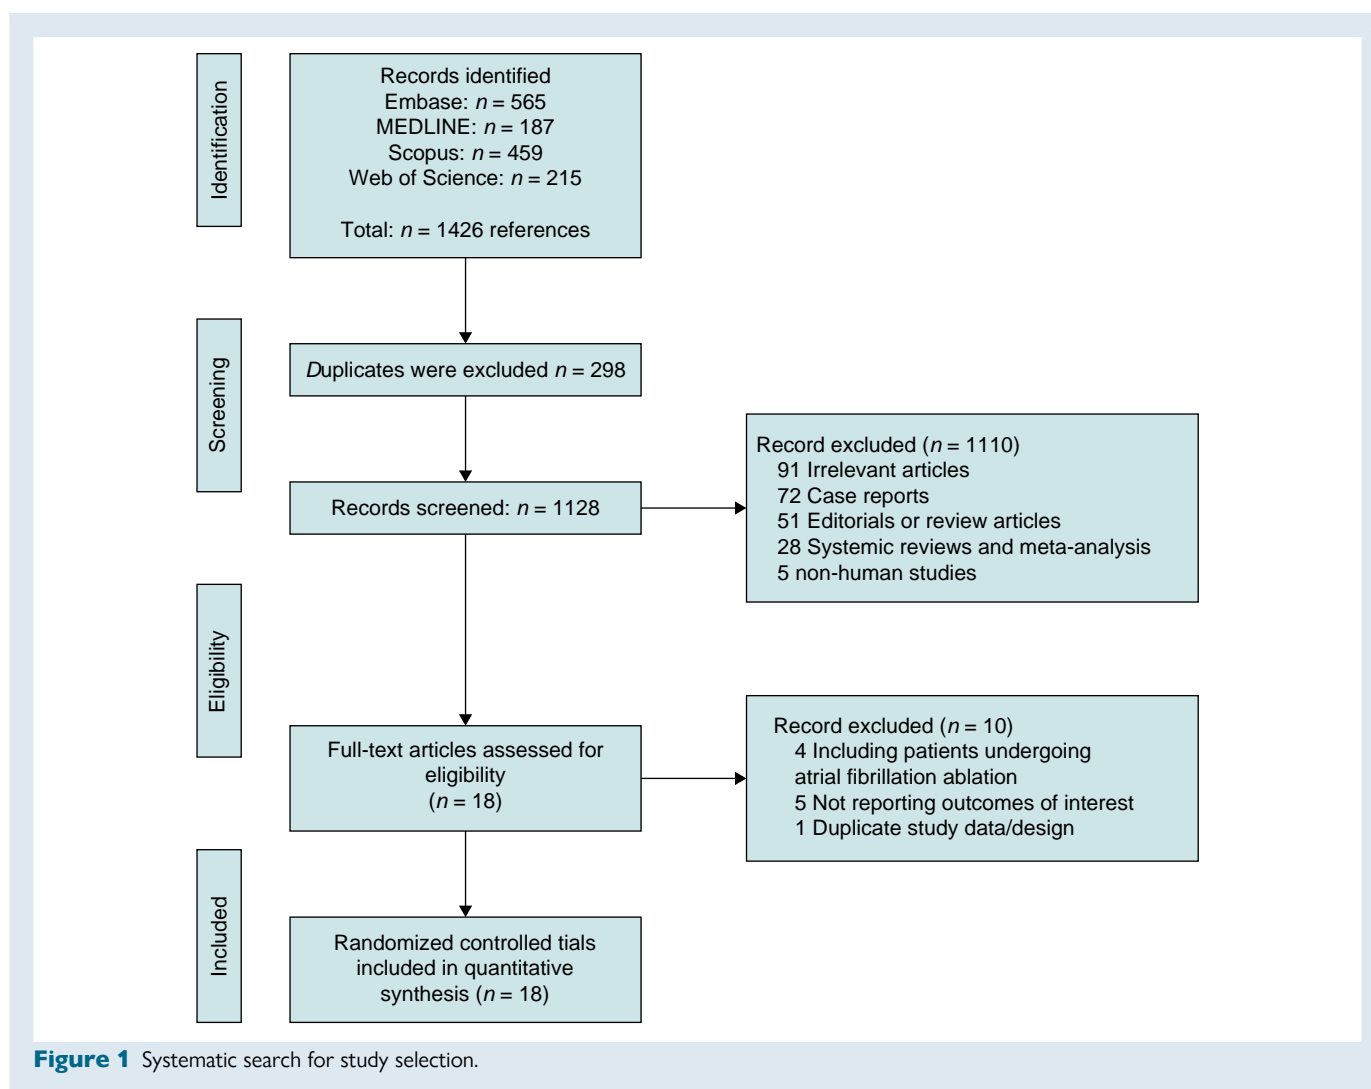 Identification
Records identified
Embase: n = 565
MEDLINE: n = 187
Scopus: n = 459
Web of Science: n = 215
Total: n = 1426 references
Screening
Duplicates were excluded n = 298
Records screened: n = 1128
Record excluded (n = 1110)
91 Irrelevant articles
72 Case reports
51 Editorials or review articles
28 Systemic reviews and meta-analysis
5 non-human studies
Eligibility
Full-text articles assessed for
eligibility
(n = 18)
Record excluded (n = 10)
4 Including patients undergoing
atrial fibrillation ablation
5 Not reporting outcomes of interest
1 Duplicate study data/design
Included
Randomized controlled tials
included in quantitative
synthesis (n = 18)
Figure 1 Systematic search for study selection.